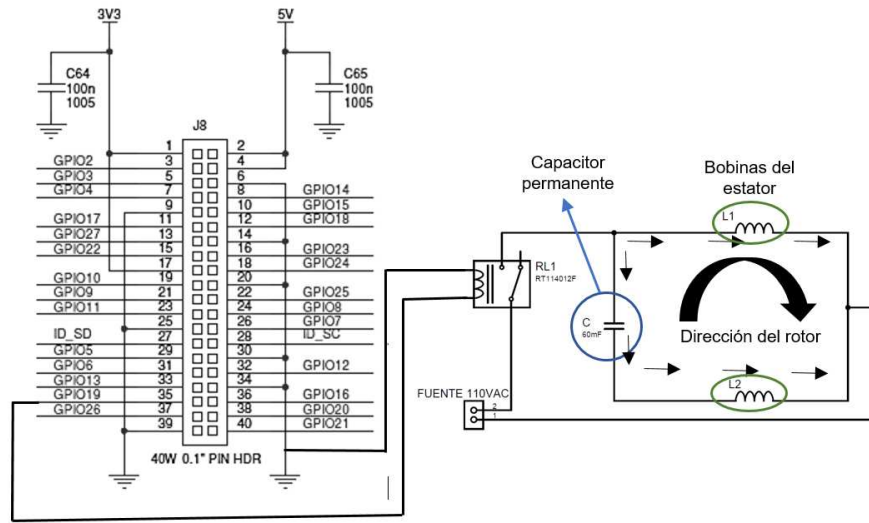 3V3
5V
C64
100n
1005
C65
100n
1005
J8
1 2
GPIO2 3 4
GPIO3 5 6
GPIO4 7 8 GPIO14
9 10 GPIO15
GPIO17 11 12 GPIO18
GPIO27 13 14
GPIO22 15 16 GPIO23
17 18 GPIO24
GPIO10 19 20
GPIO9 21 22 GPIO25
GPIO11 23 24 GPIO8
25 26 GPIO7
ID_SD 27 28 ID_SC
GPIO5 29 30
GPIO6 31 32 GPIO12
GPIO13 33 34
GPIO19 35 36 GPIO16
GPIO26 37 38 GPIO20
39 40 GPIO21
40W 0.1" PIN HDR
Capacitor
permanente
Bobinas del
estator
L1
RL1
RT114012F
C
60mF
Dirección del rotor
L2
FUENTE 110VAC
2
1